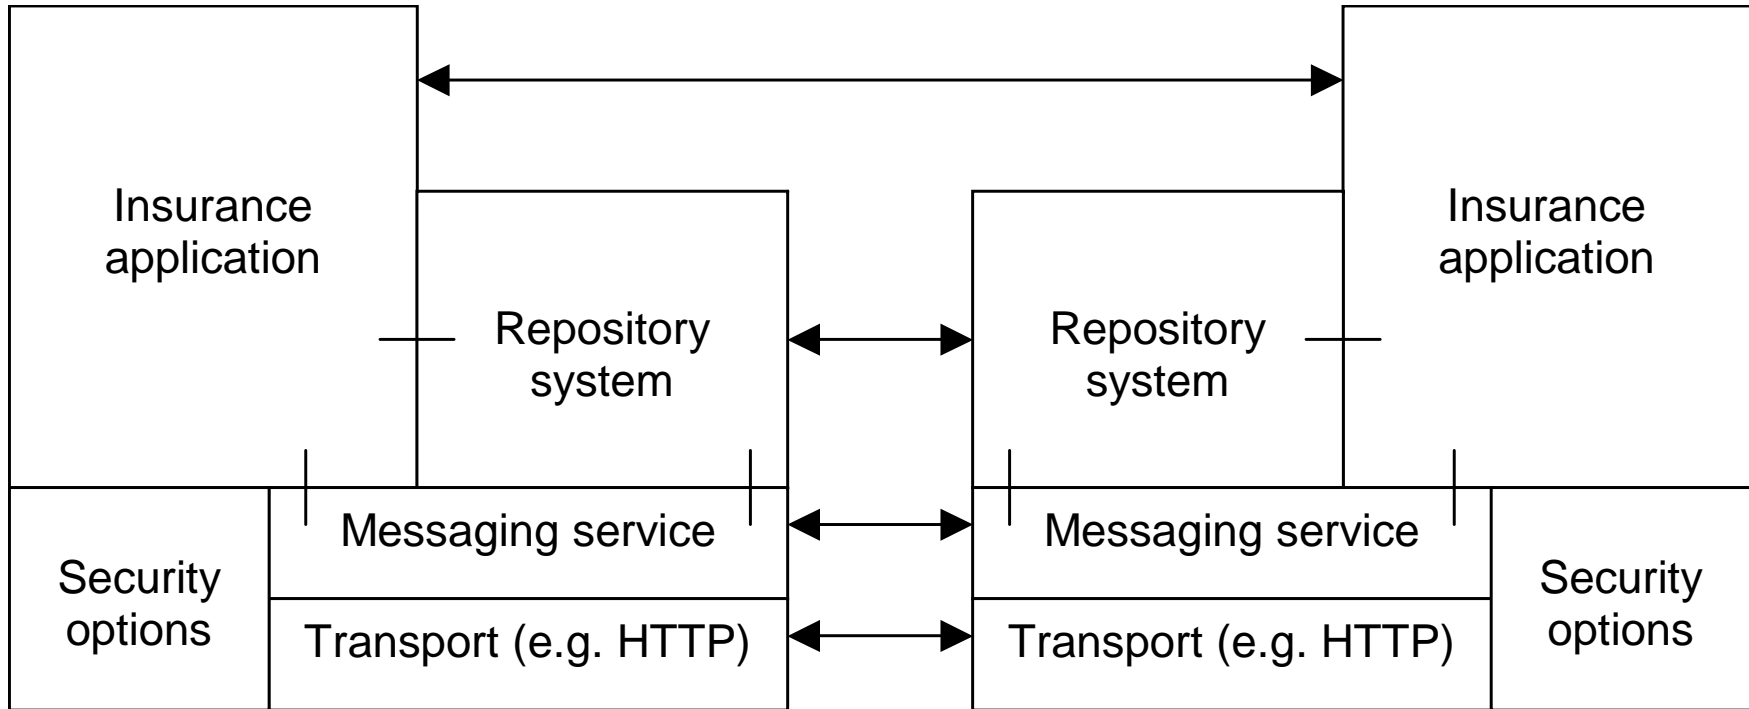 Insurance
application
Insurance
application
Repository
system
Repository
system
Messaging service
Messaging service
Security
options
Security
options
Transport (e.g. HTTP)
Transport (e.g. HTTP)